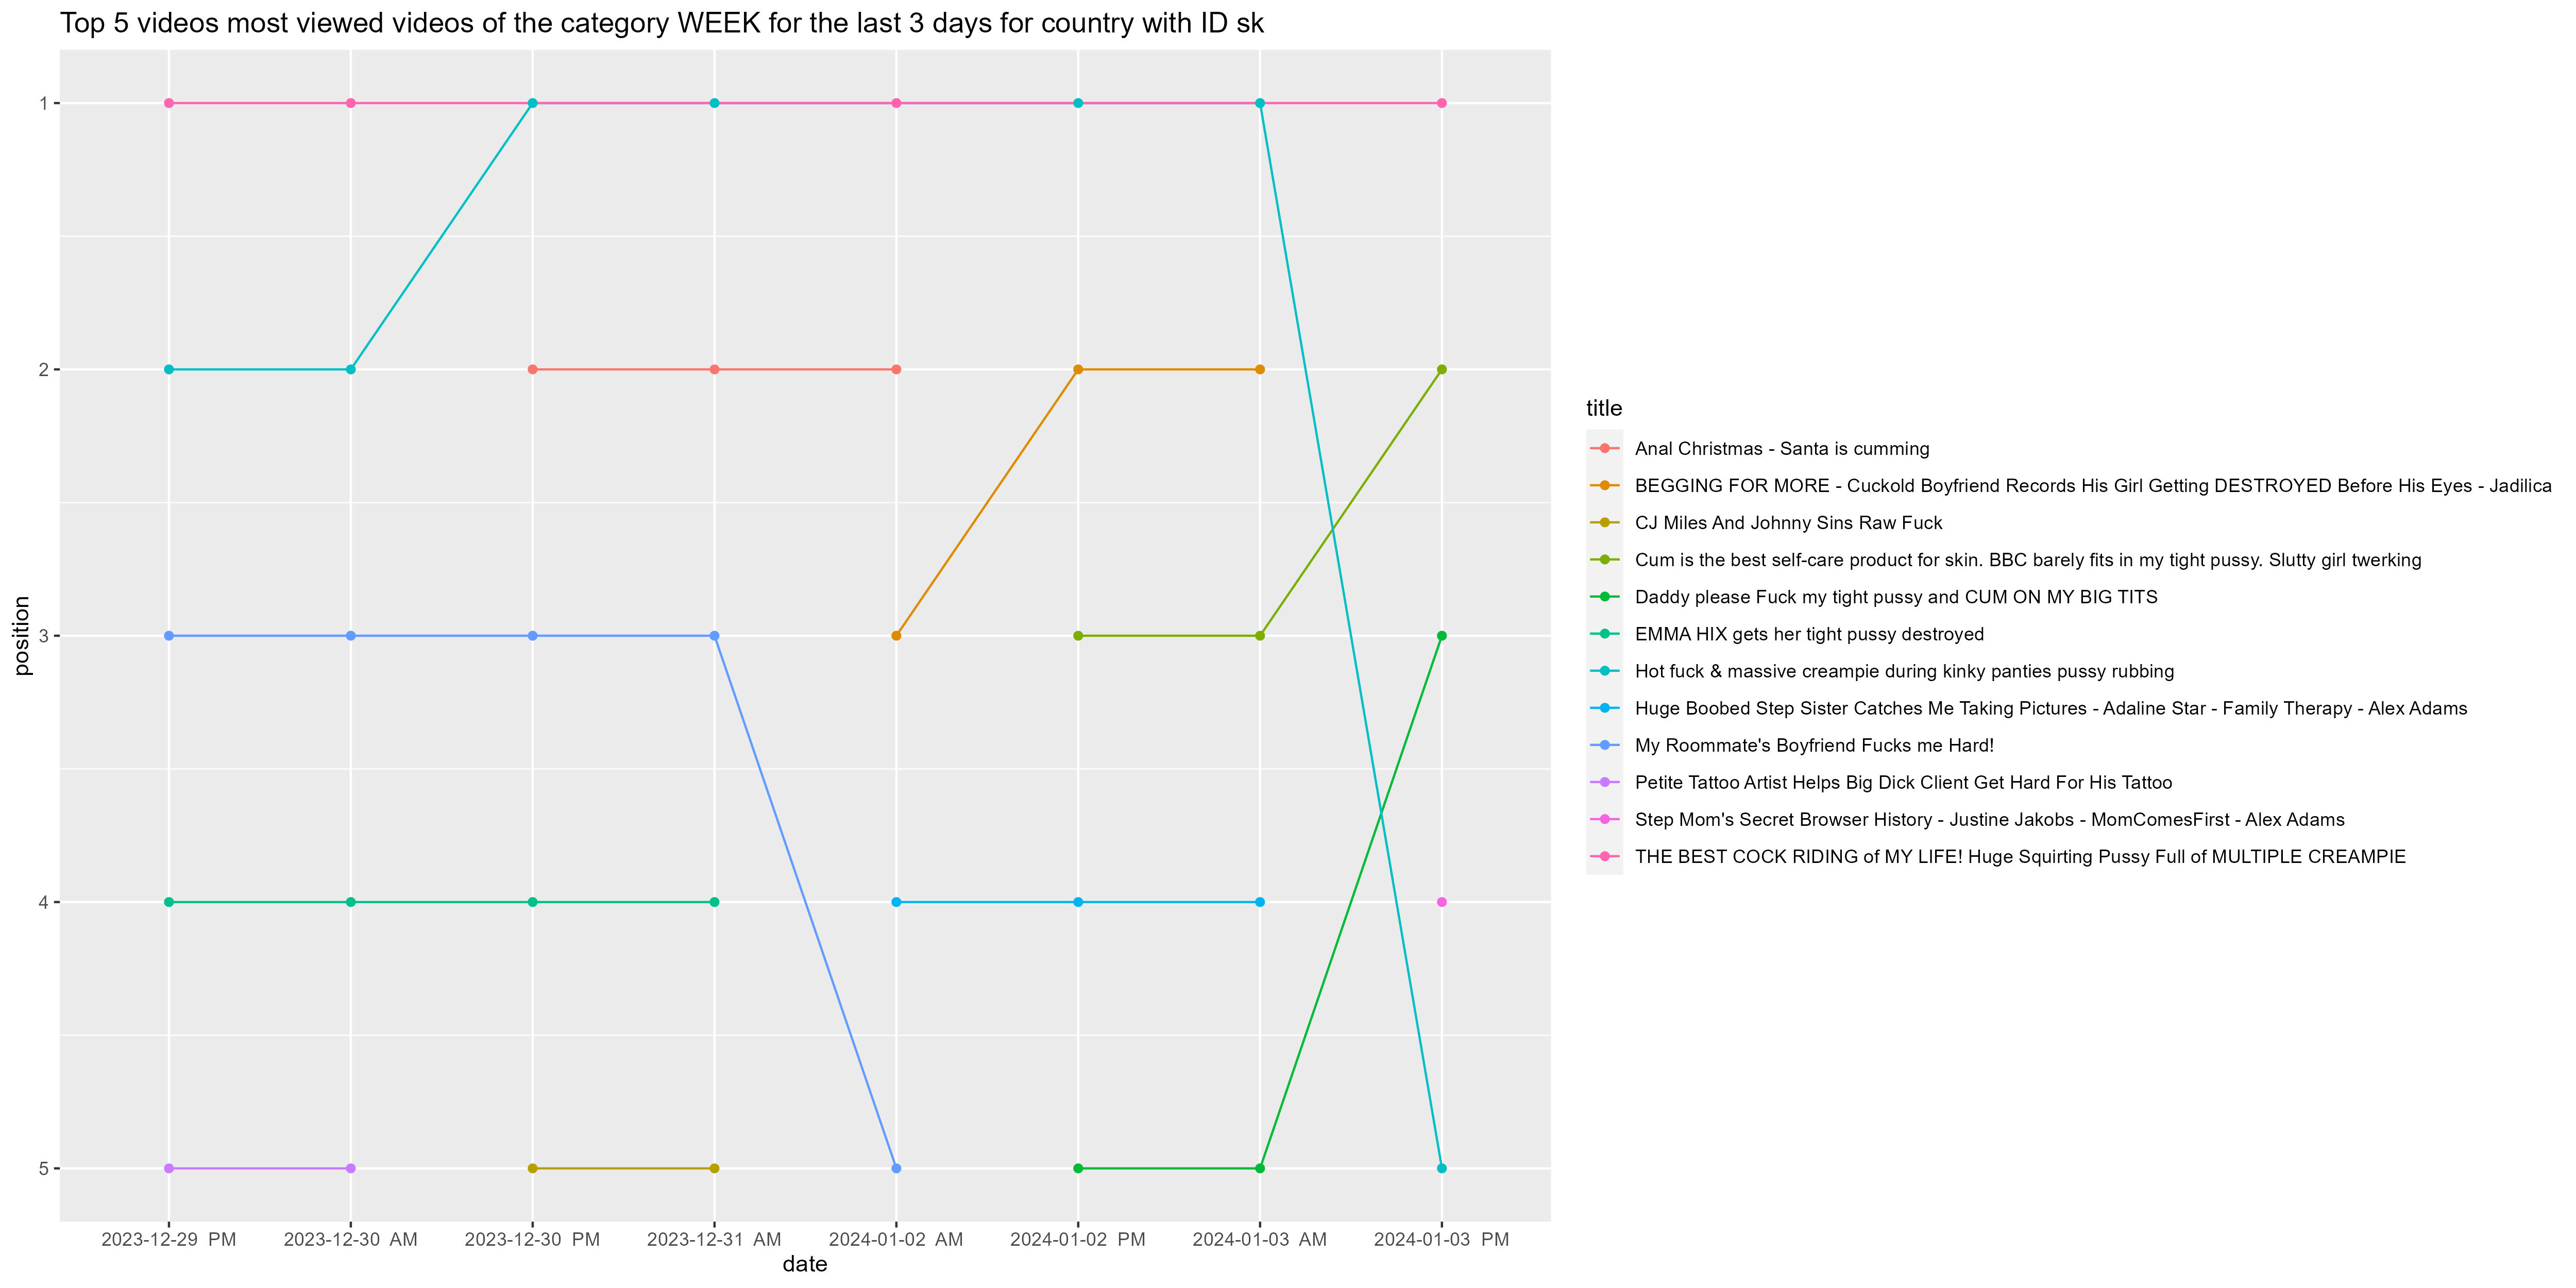 Top 5 videos most viewed videos of the category WEEK for the last 3 days for country with ID sk
position
1
2
3
4
5
2023-12-29 PM
2023-12-30 AM
2023-12-30 PM
2023-12-31 AM
2024-01-02 AM
2024-01-02 PM
2024-01-03 AM
2024-01-03 PM
date
title
Anal Christmas - Santa is cumming
BEGGING FOR MORE - Cuckold Boyfriend Records His Girl Getting DESTROYED Before His Eyes - Jadilica
CJ Miles And Johnny Sins Raw Fuck
Cum is the best self-care product for skin. BBC barely fits in my tight pussy. Slutty girl twerking
Daddy please Fuck my tight pussy and CUM ON MY BIG TITS
EMMA HIX gets her tight pussy destroyed
Hot fuck & massive creampie during kinky panties pussy rubbing
Huge Boobed Step Sister Catches Me Taking Pictures - Adaline Star - Family Therapy - Alex Adams
My Roommate's Boyfriend Fucks me Hard!
Petite Tattoo Artist Helps Big Dick Client Get Hard For His Tattoo
Step Mom's Secret Browser History - Justine Jakobs - MomComesFirst - Alex Adams
THE BEST COCK RIDING of MY LIFE! Huge Squirting Pussy Full of MULTIPLE CREAMPIE